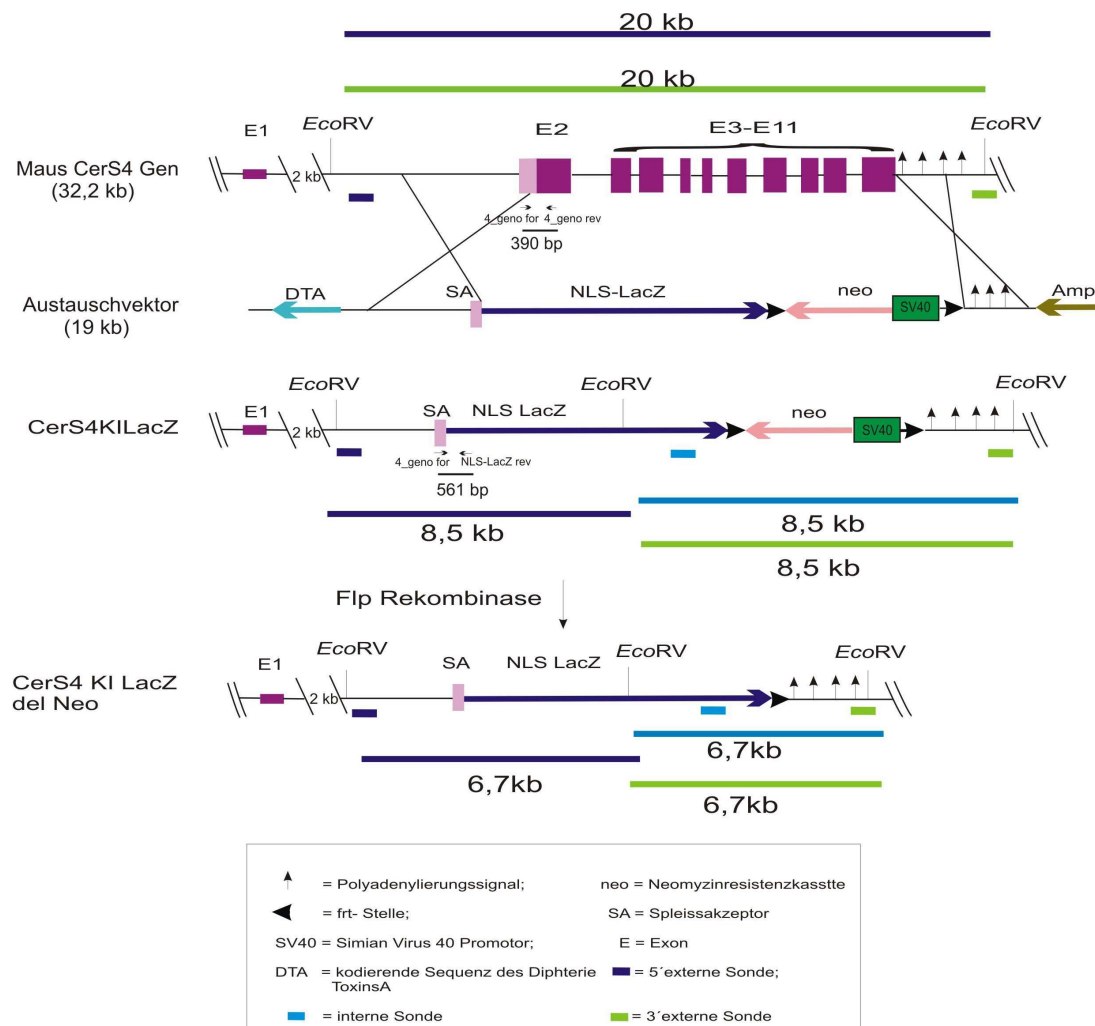 20 kb
20 kb
EcoRV
E1
E2
E3-E11
EcoRV
Maus CerS4 Gen
(32,2 kb)
2 kb
4_geno for
4_geno rev
390 bp
Austauschvektor
(19 kb)
DTA
SA
NLS-LacZ
neo
SV40
Amp
EcoRV
EcoRV
EcoRV
CerS4KILacZ
E1
2 kb
SA
NLS LacZ
neo
SV40
4_geno for
NLS-LacZ rev
561 bp
8,5 kb
8,5 kb
8,5 kb
Flp Rekombinase
EcoRV
EcoRV
EcoRV
CerS4 KI LacZ
del Neo
E1
2 kb
SA
NLS LacZ
6,7kb
6,7kb
6,7kb
= Polyadenylierungssignal;
neo = Neomyzinresistenzkasstte
= frt- Stelle;
SA = Spleissakzeptor
SV40 = Simian Virus 40 Promotor;
E = Exon
DTA = kodierende Sequenz des Diphterie
ToxinsA
= 5´externe Sonde;
= interne Sonde
= 3´externe Sonde